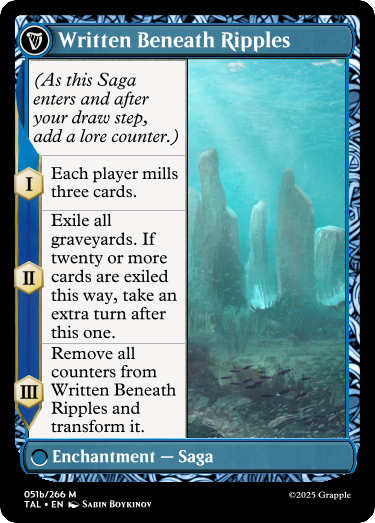 Written Beneath Ripples
(As this Saga
enters and after
your draw step,
add a lore counter.)
I
Each player mills
three cards.
II
Exile all
graveyards. If
twenty or more
cards are exiled
this way, take an
extra turn after
this one.
III
Remove all
counters from
Written Beneath
Ripples and
transform it.
Enchantment — Saga
051b/266 M
TAL • EN Sabin Boykinov
©2025 Grapple